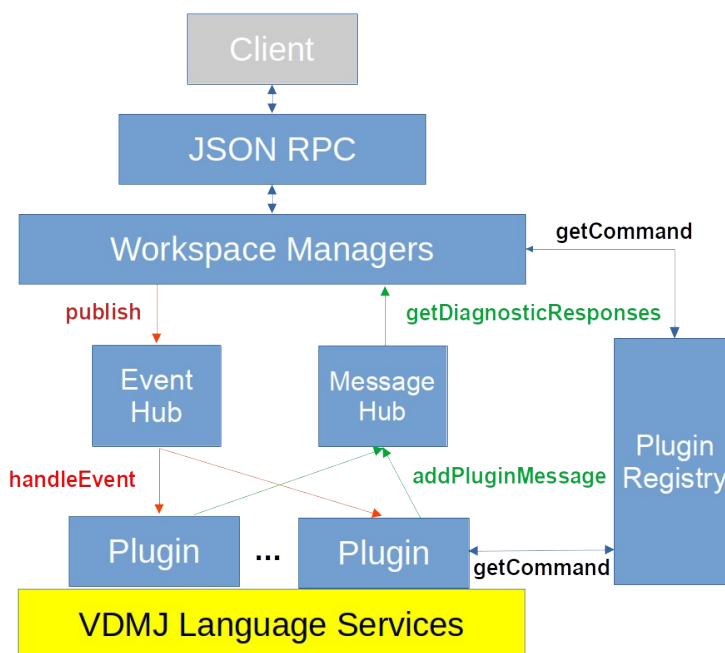 Client
JSON RPC
Workspace Managers
getCommand
publish
getDiagnosticResponses
Event
Hub
Message
Hub
Plugin
Registry
handleEvent
addPluginMessage
Plugin
...
Plugin
getCommand
VDMJ Language Services